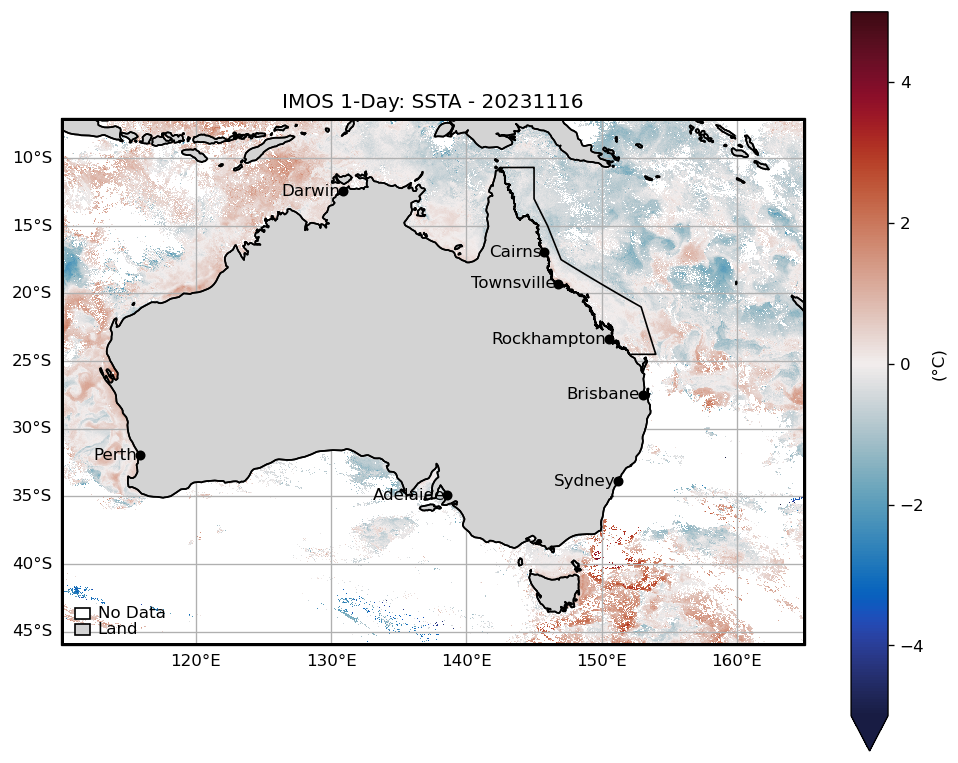 IMOS 1-Day: SSTA - 20231116
10°S
15°S
20°S
25°S
30°S
35°S
40°S
45°S
Darwin
Cairns
Townsville
Rockhampton
Brisbane
Perth
Sydney
Adelaide
No Data
Land
120°E 130°E 140°E 150°E 160°E
4
2
0
−2
−4
(°C)